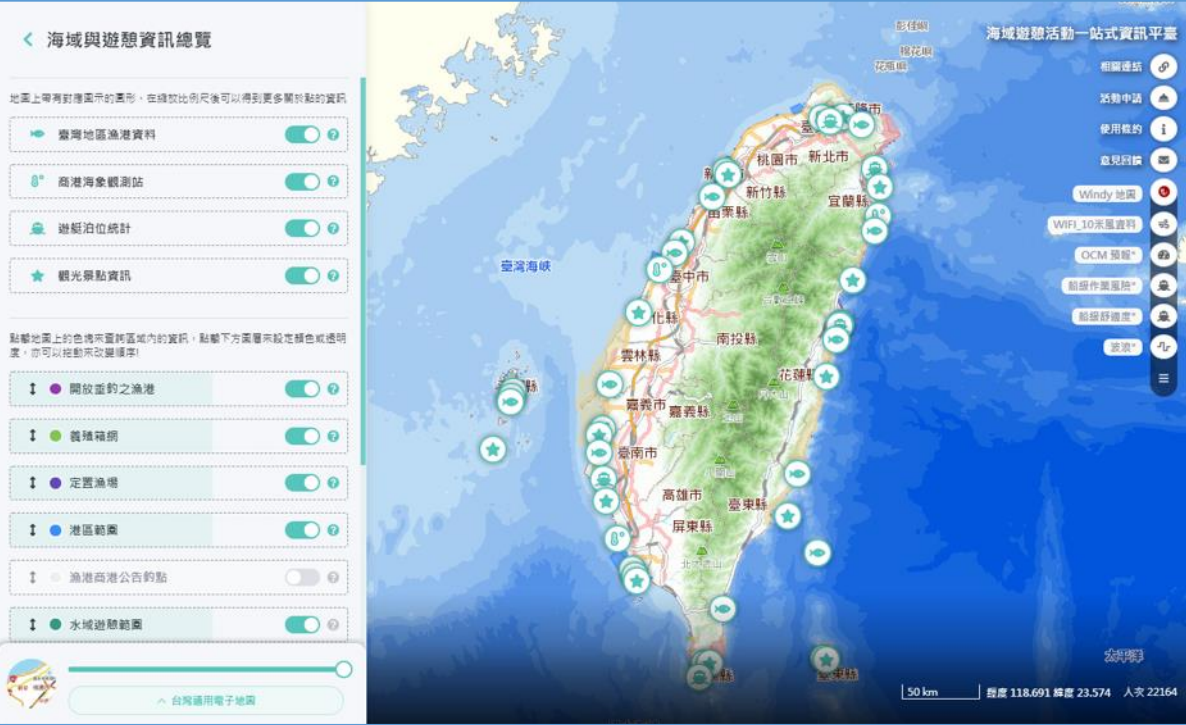 海域與遊憩資訊總覽
地圖上帶有對應圖示的圓形，在縮放比例尺後可以得到更多關於點的資訊
臺灣地區漁港資料
商港海象觀測站
遊艇泊位統計
觀光景點資訊
點擊地圖上的色塊來查詢區域內的資訊，點擊下方圖層來設定顏色或透明
度，亦可以拖動來改變順序!
開放垂釣之漁港
養殖箱網
定置漁場
港區範圍
漁港商港公告釣點
水域遊憩範圍
台灣通用電子地圖
彭佳嶼
棉花嶼
花瓶嶼
臺灣海峽
桃園市
新北市
新竹縣
宜蘭縣
苗栗縣
臺中市
化縣
南投縣
雲林縣
花蓮縣
嘉義市
嘉義縣
臺南市
高雄市
臺東縣
屏東縣
北大武山
太平洋
海域遊憩活動一站式資訊平臺
相關連結
活動申請
使用條約
意見回饋
Windy 地圖
WIFI_10米風資料
OCM 預報*
船級作業風險*
船級舒適度*
波浪*
50 km
經度 118.691 緯度 23.574
人次 22164